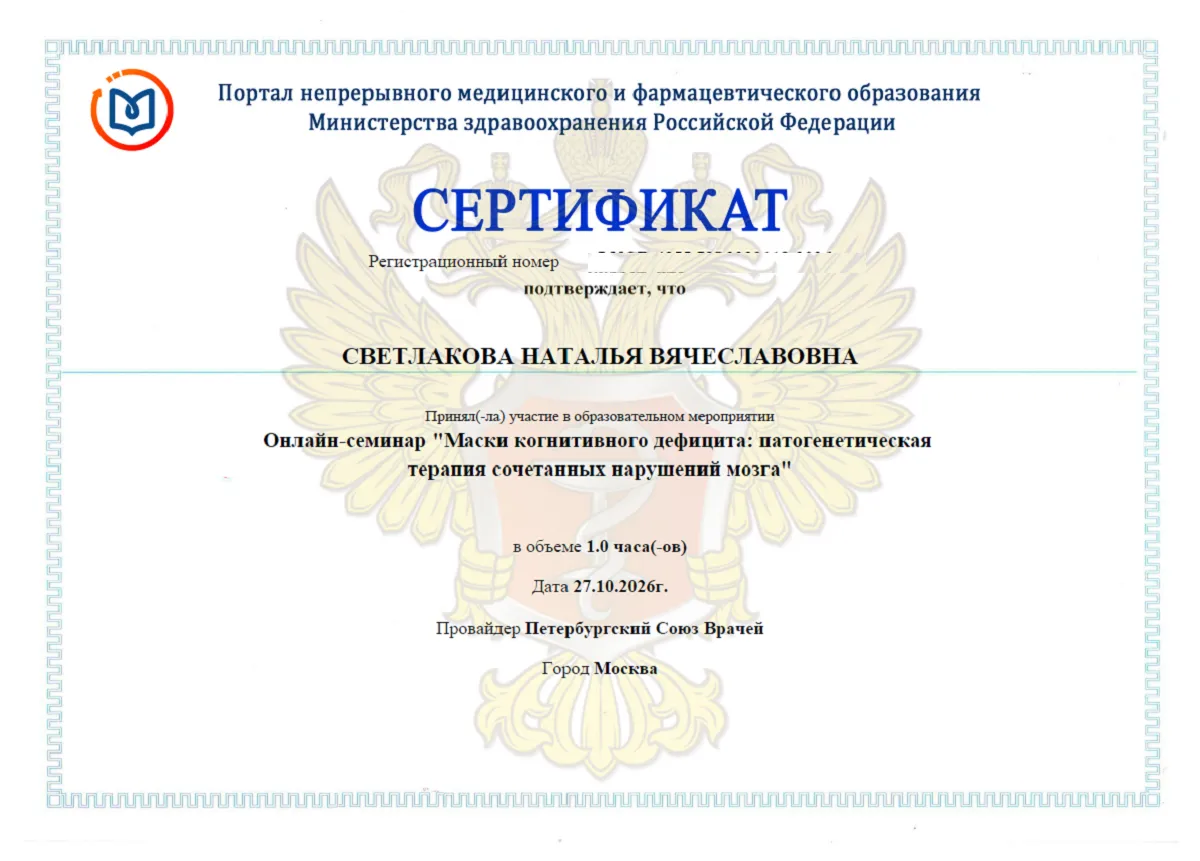 Портал непрерывного медицинского и фармацевтического образования
Министерства здравоохранения Российской Федерации
СЕРТИФИКАТ
Регистрационный номер
подтверждает, что
СВЕТЛАКОВА НАТАЛЬЯ ВЯЧЕСЛАВОВНА
Принял(-ла) участие в образовательном мероприятии
Онлайн-семинар "Маски когнитивного дефицита: патогенетическая
терапия сочетанных нарушений мозга"
в объеме 1.0 часа(-ов)
Дата 27.10.2026г.
Провайдер Петербургский Союз Врачей
Город Москва